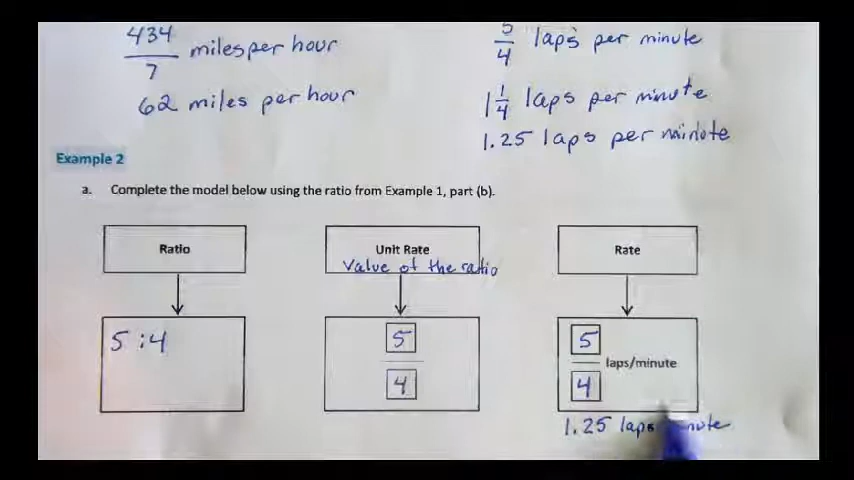 434
7
miles per hour
62 miles per hour
5
4
laps per minute
1 1/4 laps per minute
1.25 laps per minute
Example 2
a. Complete the model below using the ratio from Example 1, part (b).
Ratio
Unit Rate
Value of the ratio
Rate
5 : 4
5
4
5
4
laps/minute
1.25 laps